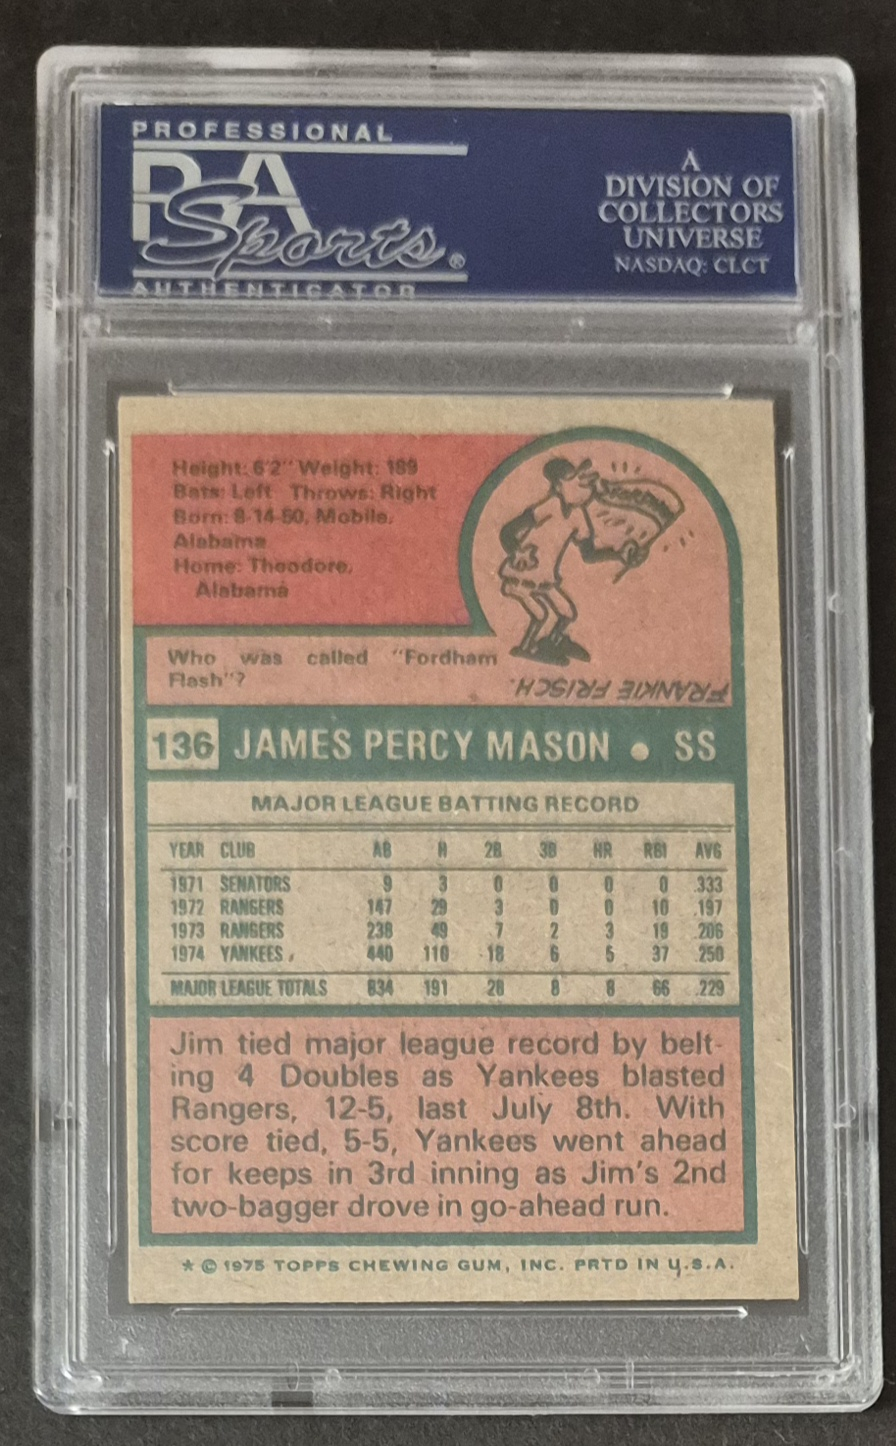 PROFESSIONAL
PSA
Sports®
AUTHENTICATOR
A
DIVISION OF
COLLECTORS
UNIVERSE
NASDAQ: CLCT
Height: 6'2" Weight: 189
Bats: Left Throws: Right
Born: 8-14-50, Mobile,
Alabama
Home: Theodore,
Alabama
Who was called "Fordham
Flash"?
FRANKIE FRISCH.
136 JAMES PERCY MASON • SS
MAJOR LEAGUE BATTING RECORD
YEAR CLUB AB H 2B 3B HR RBI AVG
1971 SENATORS 9 3 0 0 0 0 .333
1972 RANGERS 147 29 3 0 0 10 .197
1973 RANGERS 238 49 7 2 3 19 .206
1974 YANKEES 440 110 18 6 5 37 .250
MAJOR LEAGUE TOTALS 834 191 28 8 8 66 .229
Jim tied major league record by belt-
ing 4 Doubles as Yankees blasted
Rangers, 12-5, last July 8th. With
score tied, 5-5, Yankees went ahead
for keeps in 3rd inning as Jim's 2nd
two-bagger drove in go-ahead run.
* © 1975 TOPPS CHEWING GUM, INC. PRTD IN U.S.A.